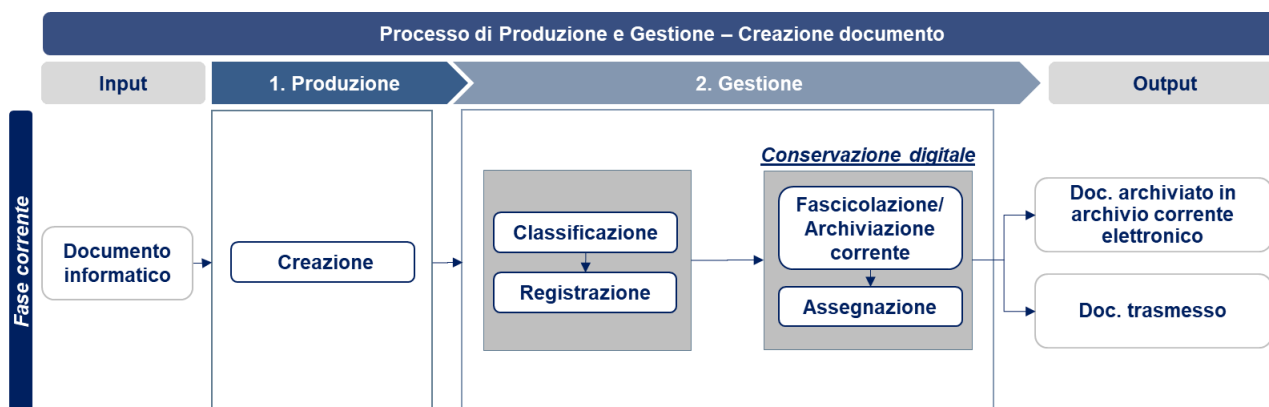 Processo di Produzione e Gestione – Creazione documento
Input
1. Produzione
2. Gestione
Output
Fase corrente
Documento
informatico
Creazione
Classificazione
Registrazione
Conservazione digitale
Fascicolazione/
Archiviazione
corrente
Assegnazione
Doc. archiviato in
archivio corrente
elettronico
Doc. trasmesso